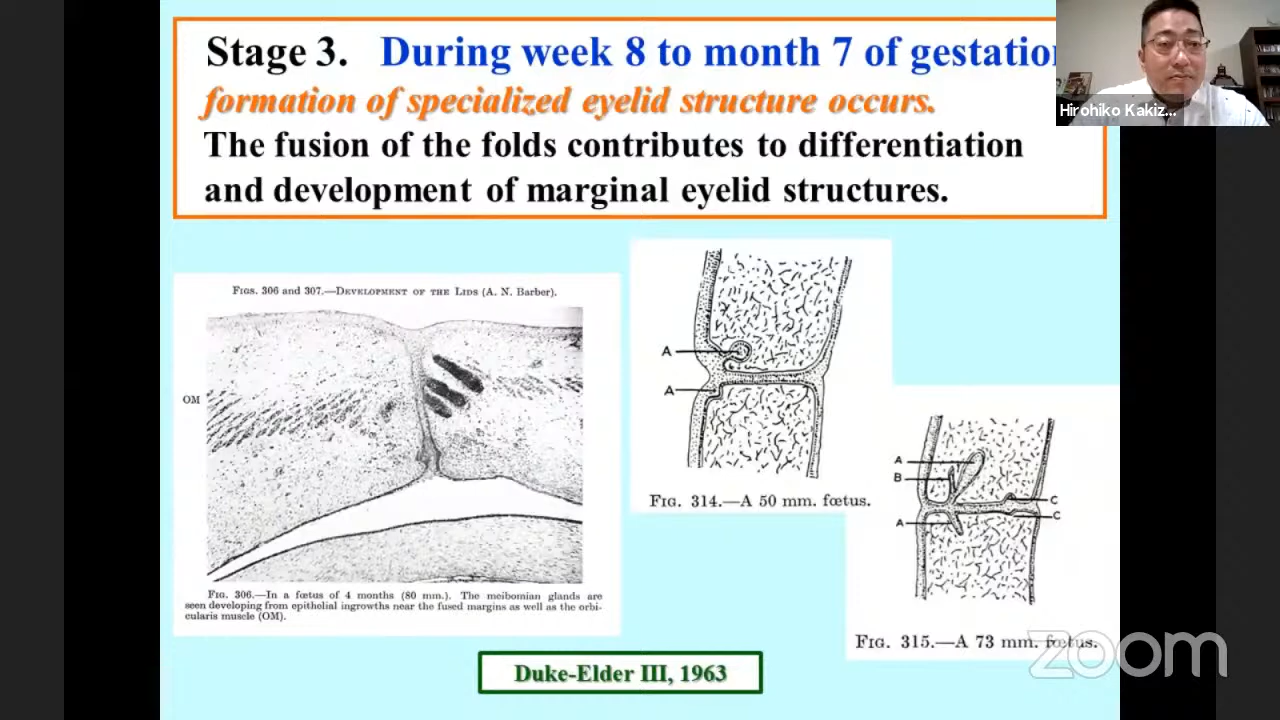 Stage 3. During week 8 to month 7 of gestation
formation of specialized eyelid structure occurs.
The fusion of the folds contributes to differentiation
and development of marginal eyelid structures.
Hirohiko Kakiz...
FIGS. 306 and 307.—DEVELOPMENT OF THE LIDS (A. N. Barber).
OM
FIG. 306.—In a fœtus of 4 months (80 mm.). The meibomian glands are
seen developing from epithelial ingrowths near the fused margins as well as the orbi-
cularis muscle (OM).
A
A
FIG. 314.—A 50 mm. fœtus.
A
B
C
C
A
FIG. 315.—A 73 mm. fœtus.
Duke-Elder III, 1963
zoom